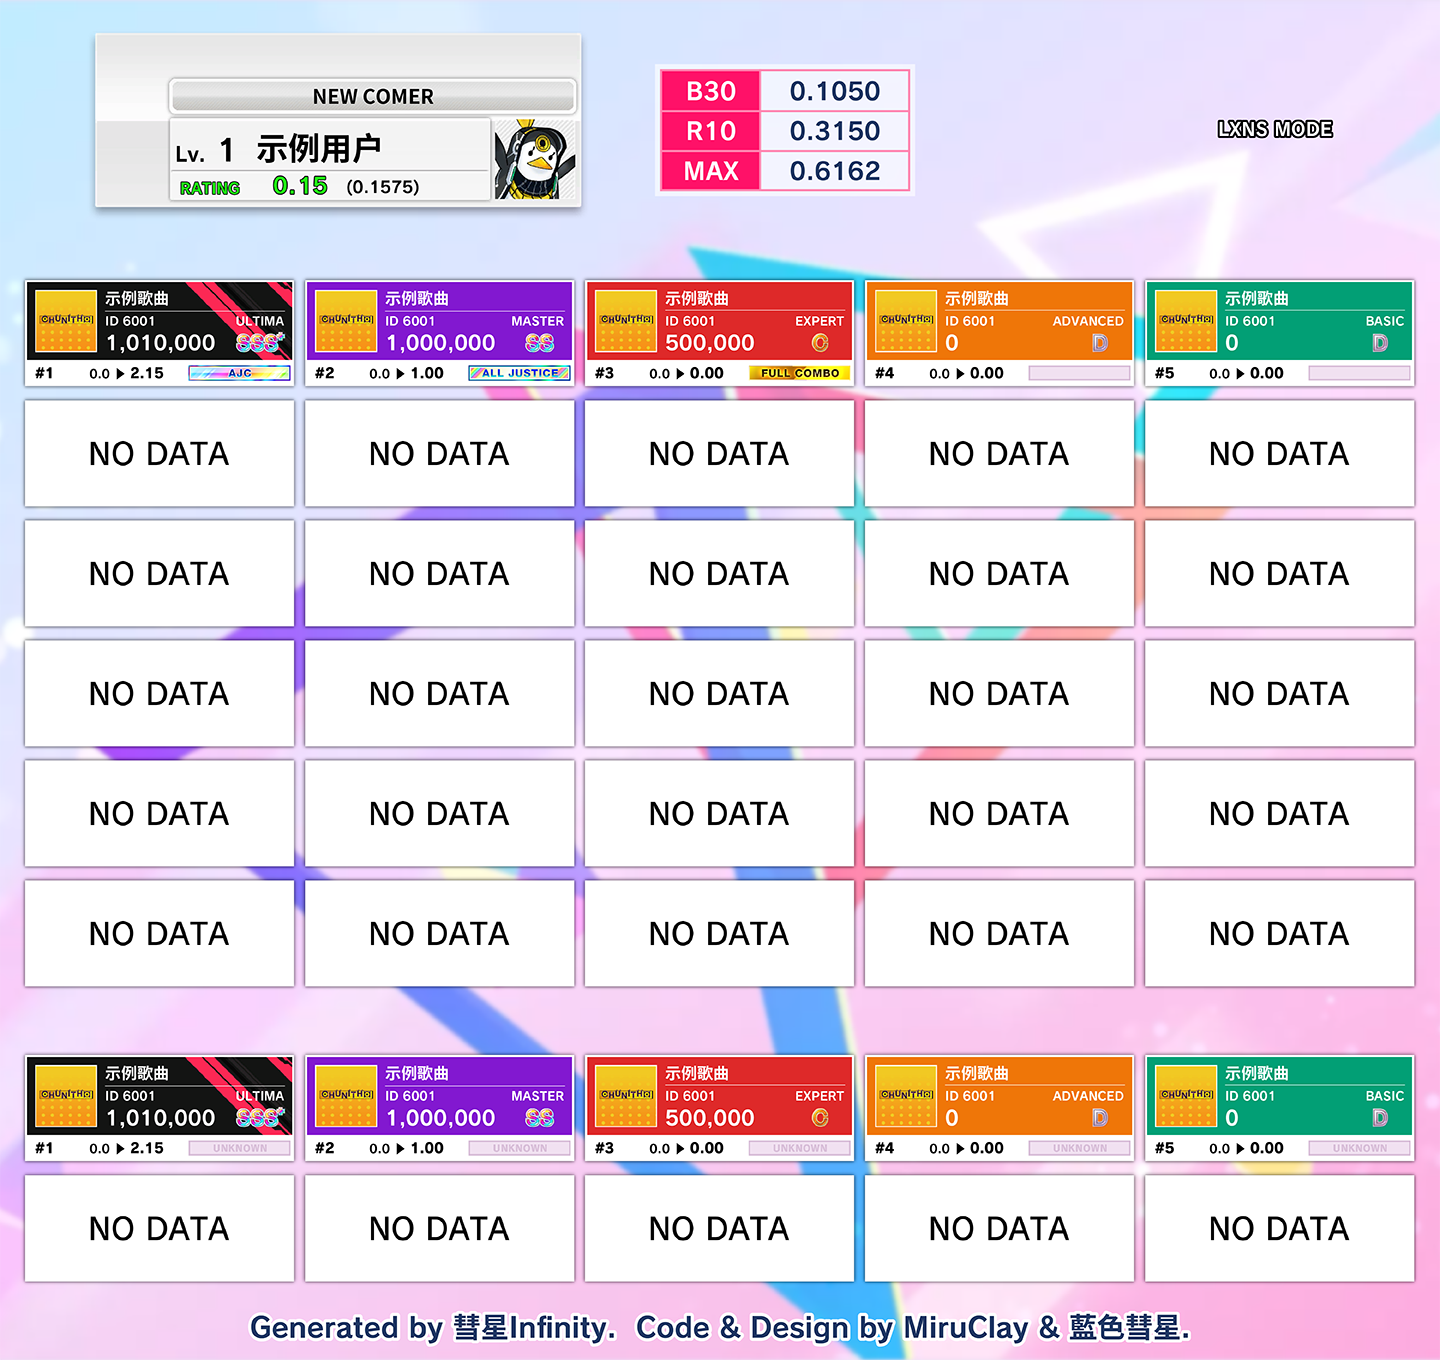 NEW COMER
Lv. 1 示例用户
RATING 0.15 (0.1575)
B30 0.1050
R10 0.3150
MAX 0.6162
LXNS MODE
示例歌曲 示例歌曲 示例歌曲 示例歌曲 示例歌曲
CHUNITHM ID 6001 ULTIMA CHUNITHM ID 6001 MASTER CHUNITHM ID 6001 EXPERT CHUNITHM ID 6001 ADVANCED CHUNITHM ID 6001 BASIC
1,010,000 SSS+ 1,000,000 SS 500,000 C 0 D 0 D
#1 0.0 ▶ 2.15 AJC #2 0.0 ▶ 1.00 ALL JUSTICE #3 0.0 ▶ 0.00 FULL COMBO #4 0.0 ▶ 0.00 #5 0.0 ▶ 0.00
NO DATA NO DATA NO DATA NO DATA NO DATA
NO DATA NO DATA NO DATA NO DATA NO DATA
NO DATA NO DATA NO DATA NO DATA NO DATA
NO DATA NO DATA NO DATA NO DATA NO DATA
NO DATA NO DATA NO DATA NO DATA NO DATA
示例歌曲 示例歌曲 示例歌曲 示例歌曲 示例歌曲
CHUNITHM ID 6001 ULTIMA CHUNITHM ID 6001 MASTER CHUNITHM ID 6001 EXPERT CHUNITHM ID 6001 ADVANCED CHUNITHM ID 6001 BASIC
1,010,000 SSS+ 1,000,000 SS 500,000 C 0 D 0 D
#1 0.0 ▶ 2.15 UNKNOWN #2 0.0 ▶ 1.00 UNKNOWN #3 0.0 ▶ 0.00 UNKNOWN #4 0.0 ▶ 0.00 UNKNOWN #5 0.0 ▶ 0.00 UNKNOWN
NO DATA NO DATA NO DATA NO DATA NO DATA
Generated by 彗星Infinity. Code & Design by MiruClay & 藍色彗星.